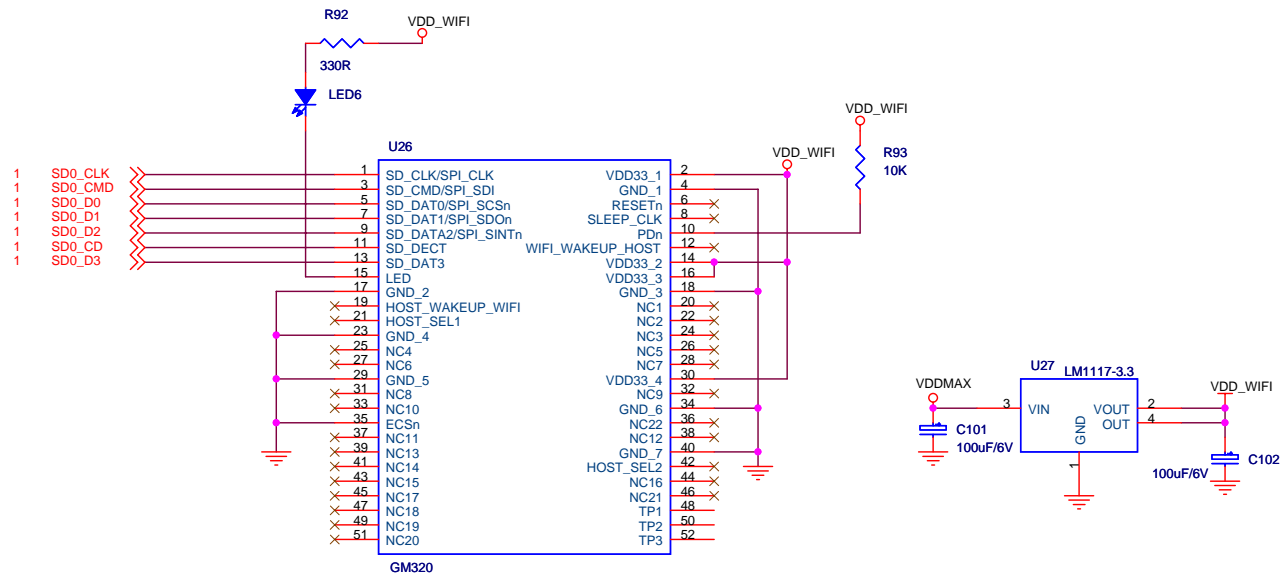 R92
VDD_WIFI
330R
LED6
VDD_WIFI
U26
VDD_WIFI
R93
10K
1 SD0_CLK 1 SD_CLK/SPI_CLK VDD33_1 2
1 SD0_CMD 3 SD_CMD/SPI_SDI GND_1 4
1 SD0_D0 5 SD_DAT0/SPI_SCSn RESETn 6
1 SD0_D1 7 SD_DAT1/SPI_SDOn SLEEP_CLK 8
1 SD0_D2 9 SD_DATA2/SPI_SINTn PDn 10
1 SD0_CD 11 SD_DECT WIFI_WAKEUP_HOST 12
1 SD0_D3 13 SD_DAT3 VDD33_2 14
15 LED VDD33_3 16
17 GND_2 GND_3 18
19 HOST_WAKEUP_WIFI NC1 20
21 HOST_SEL1 NC2 22
23 GND_4 NC3 24
25 NC4 NC5 26
27 NC6 NC7 28
29 GND_5 VDD33_4 30
31 NC8 NC9 32
33 NC10 GND_6 34
35 ECSn NC22 36
37 NC11 NC12 38
39 NC13 GND_7 40
41 NC14 HOST_SEL2 42
43 NC15 NC16 44
45 NC17 NC21 46
47 NC18 TP1 48
49 NC19 TP2 50
51 NC20 TP3 52
GM320
U27 LM1117-3.3
VDDMAX
VDD_WIFI
3 VIN VOUT 2
OUT 4
GND
1
C101
100uF/6V
C102
100uF/6V